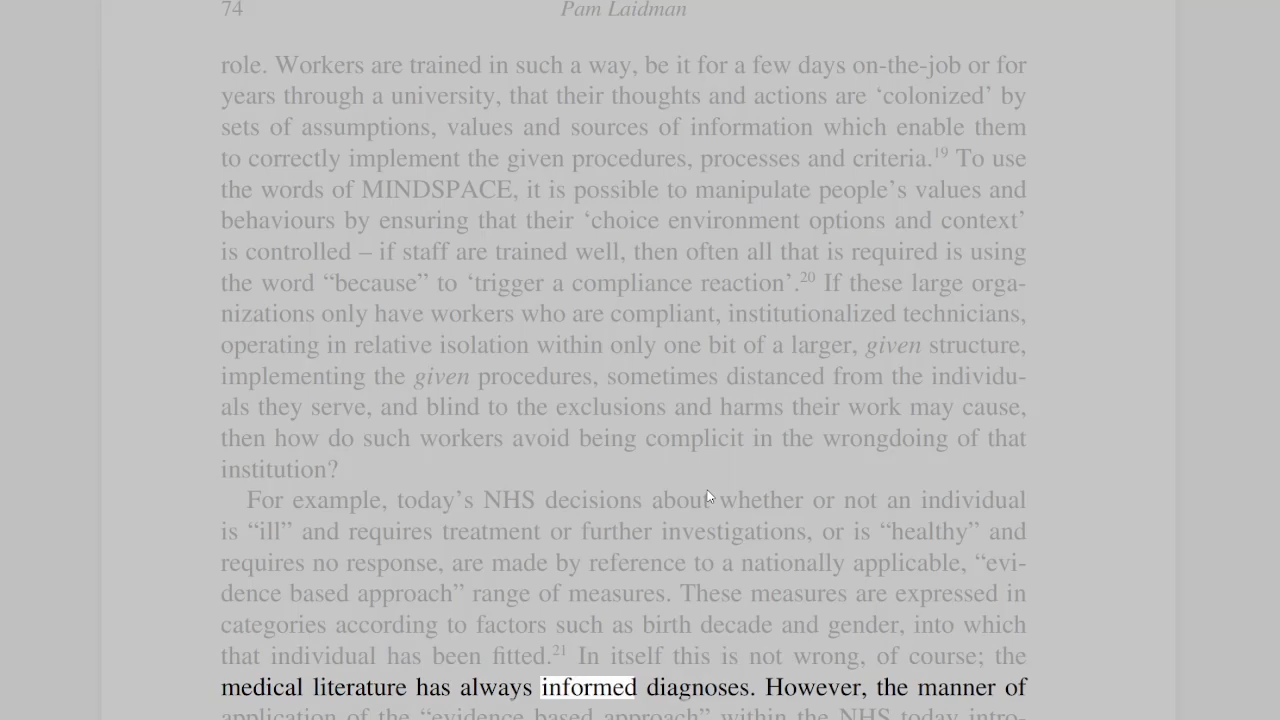 74 Pam Laidman
role. Workers are trained in such a way, be it for a few days on-the-job or for
years through a university, that their thoughts and actions are ‘colonized’ by
sets of assumptions, values and sources of information which enable them
to correctly implement the given procedures, processes and criteria.19 To use
the words of MINDSPACE, it is possible to manipulate people’s values and
behaviours by ensuring that their ‘choice environment options and context’
is controlled – if staff are trained well, then often all that is required is using
the word “because” to ‘trigger a compliance reaction’.20 If these large orga-
nizations only have workers who are compliant, institutionalized technicians,
operating in relative isolation within only one bit of a larger, given structure,
implementing the given procedures, sometimes distanced from the individu-
als they serve, and blind to the exclusions and harms their work may cause,
then how do such workers avoid being complicit in the wrongdoing of that
institution?
For example, today’s NHS decisions about whether or not an individual
is “ill” and requires treatment or further investigations, or is “healthy” and
requires no response, are made by reference to a nationally applicable, “evi-
dence based approach” range of measures. These measures are expressed in
categories according to factors such as birth decade and gender, into which
that individual has been fitted.21 In itself this is not wrong, of course; the
medical literature has always informed diagnoses. However, the manner of
application of the “evidence based approach” within the NHS today intro-